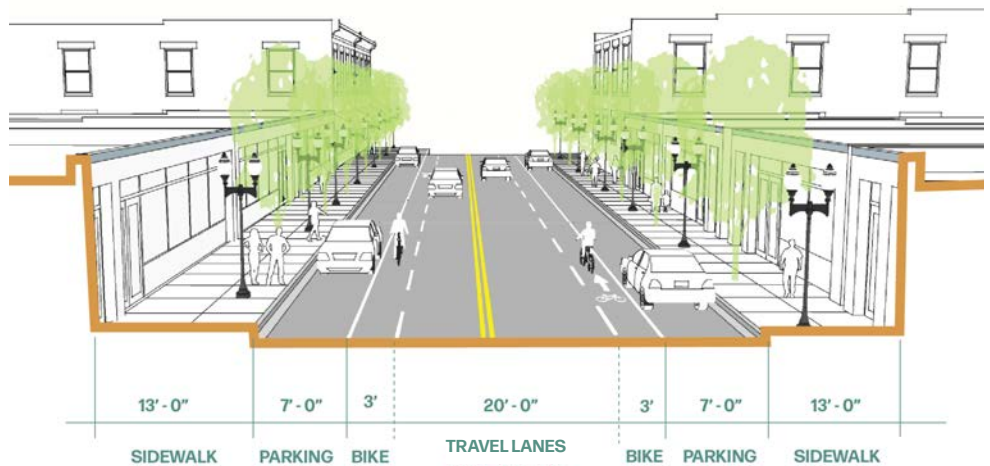 13' - 0" 7' - 0" 3' 20' - 0" 3' 7' - 0" 13' - 0"
SIDEWALK PARKING BIKE TRAVEL LANES BIKE PARKING SIDEWALK